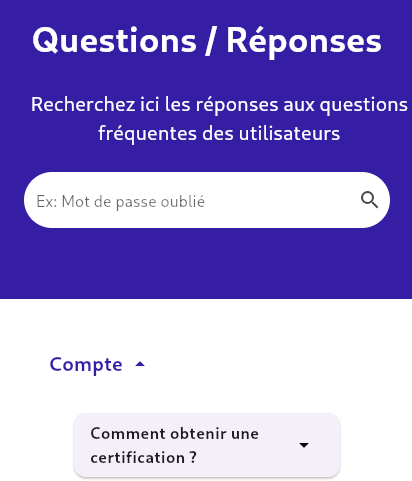 Questions / Réponses
Recherchez ici les réponses aux questions
fréquentes des utilisateurs
Ex: Mot de passe oublié
Compte
Comment obtenir une
certification ?